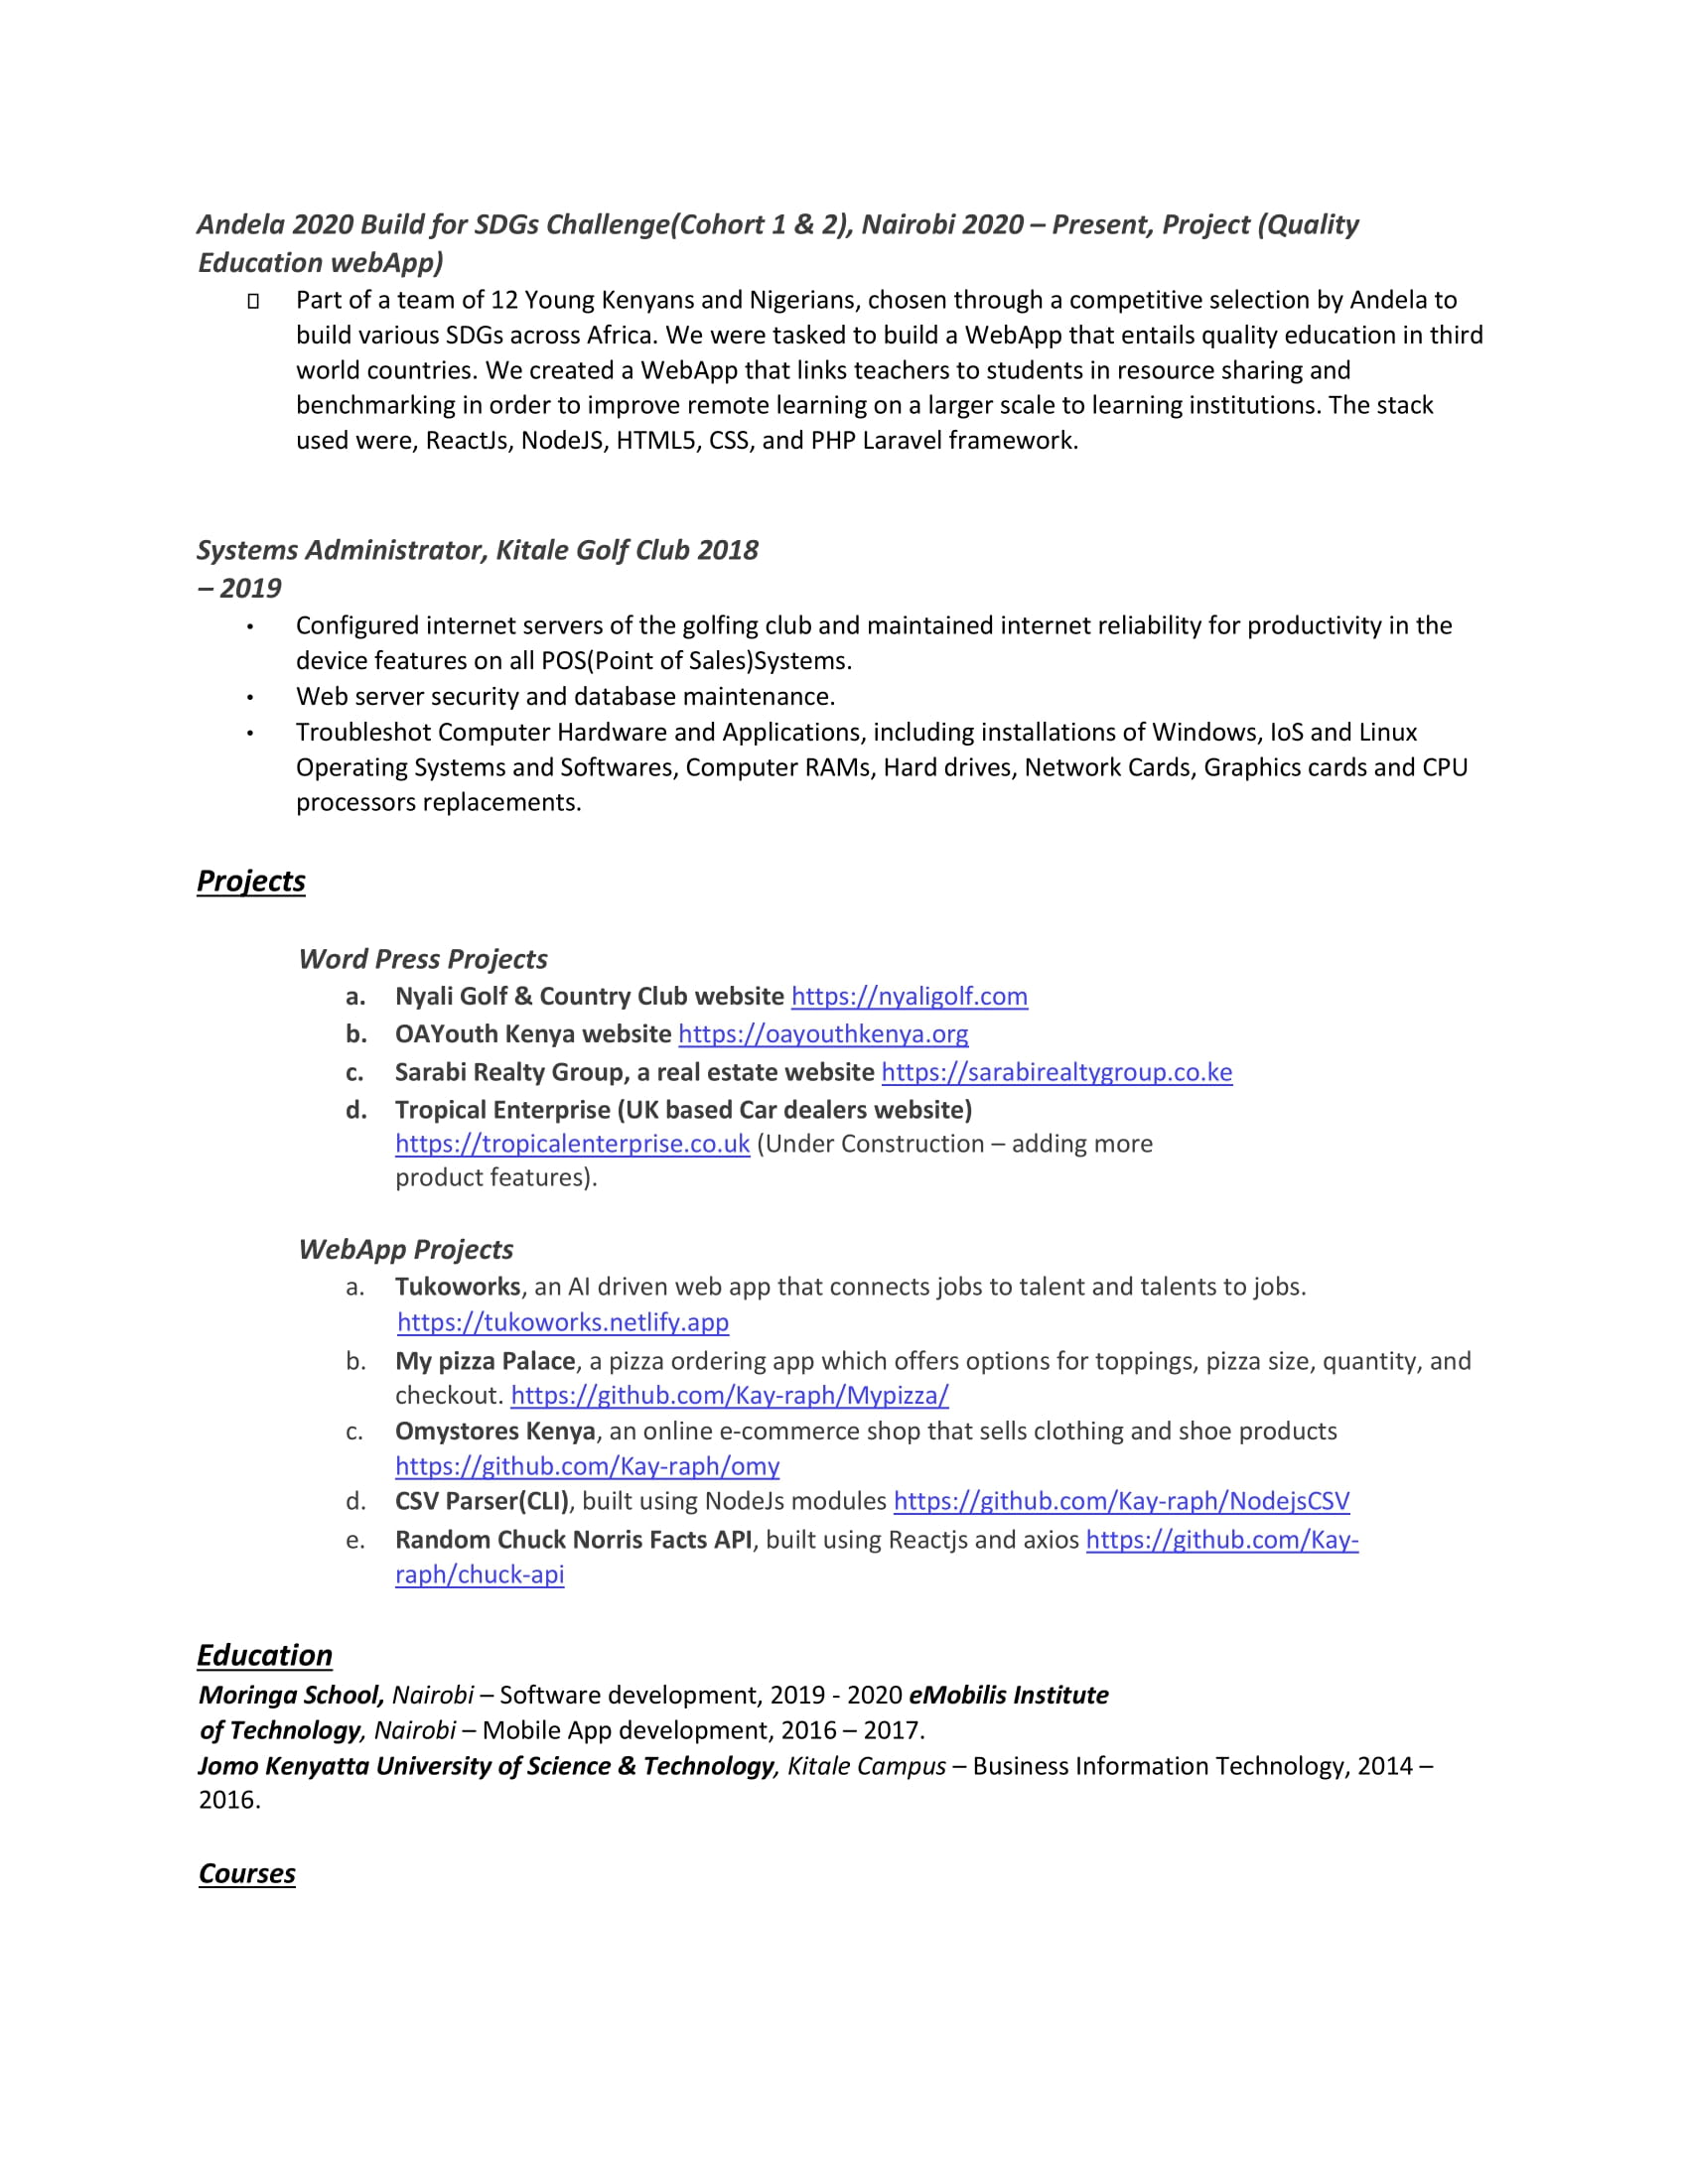 Andela 2020 Build for SDGs Challenge(Cohort 1 & 2), Nairobi 2020 – Present, Project (Quality
Education webApp)
Part of a team of 12 Young Kenyans and Nigerians, chosen through a competitive selection by Andela to
build various SDGs across Africa. We were tasked to build a WebApp that entails quality education in third
world countries. We created a WebApp that links teachers to students in resource sharing and
benchmarking in order to improve remote learning on a larger scale to learning institutions. The stack
used were, ReactJs, NodeJS, HTML5, CSS, and PHP Laravel framework.
Systems Administrator, Kitale Golf Club 2018
– 2019
• Configured internet servers of the golfing club and maintained internet reliability for productivity in the
device features on all POS(Point of Sales)Systems.
• Web server security and database maintenance.
• Troubleshot Computer Hardware and Applications, including installations of Windows, IoS and Linux
Operating Systems and Softwares, Computer RAMs, Hard drives, Network Cards, Graphics cards and CPU
processors replacements.
Projects
Word Press Projects
a. Nyali Golf & Country Club website https://nyaligolf.com
b. OAYouth Kenya website https://oayouthkenya.org
c. Sarabi Realty Group, a real estate website https://sarabirealtygroup.co.ke
d. Tropical Enterprise (UK based Car dealers website)
https://tropicalenterprise.co.uk (Under Construction – adding more
product features).
WebApp Projects
a. Tukoworks, an AI driven web app that connects jobs to talent and talents to jobs.
https://tukoworks.netlify.app
b. My pizza Palace, a pizza ordering app which offers options for toppings, pizza size, quantity, and
checkout. https://github.com/Kay-raph/Mypizza/
c. Omystores Kenya, an online e-commerce shop that sells clothing and shoe products
https://github.com/Kay-raph/omy
d. CSV Parser(CLI), built using NodeJs modules https://github.com/Kay-raph/NodejsCSV
e. Random Chuck Norris Facts API, built using Reactjs and axios https://github.com/Kay-
raph/chuck-api
Education
Moringa School, Nairobi – Software development, 2019 - 2020 eMobilis Institute
of Technology, Nairobi – Mobile App development, 2016 – 2017.
Jomo Kenyatta University of Science & Technology, Kitale Campus – Business Information Technology, 2014 –
2016.
Courses